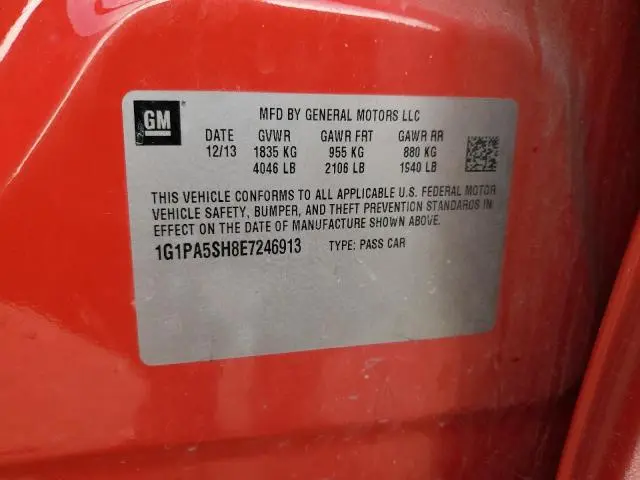 GM
MFD BY GENERAL MOTORS LLC
DATE GVWR GAWR FRT GAWR RR
12/13 1835 KG 955 KG 880 KG
4046 LB 2106 LB 1940 LB
THIS VEHICLE CONFORMS TO ALL APPLICABLE U.S. FEDERAL MOTOR
VEHICLE SAFETY, BUMPER, AND THEFT PREVENTION STANDARDS IN
EFFECT ON THE DATE OF MANUFACTURE SHOWN ABOVE.
1G1PA5SH8E7246913 TYPE: PASS CAR